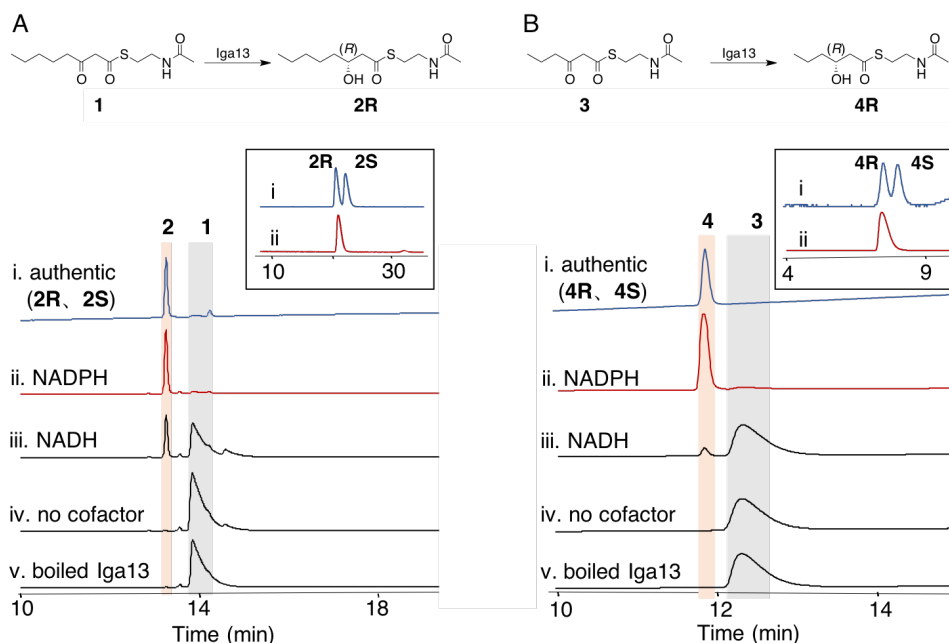 A
O
S
N
H
O
O
Iga13
(R)
S
N
H
OH
O
O
1
2R
2R 2S
i
ii
10 30
2 1
i. authentic
(2R、2S)
ii. NADPH
iii. NADH
iv. no cofactor
v. boiled Iga13
10 14 18
Time (min)
B
O
O
S
N
H
O
Iga13
(R)
OH
O
S
N
H
O
3
4R
4R 4S
i
ii
4 9
4 3
i. authentic
(4R、4S)
ii. NADPH
iii. NADH
iv. no cofactor
v. boiled Iga13
10 12 14
Time (min)